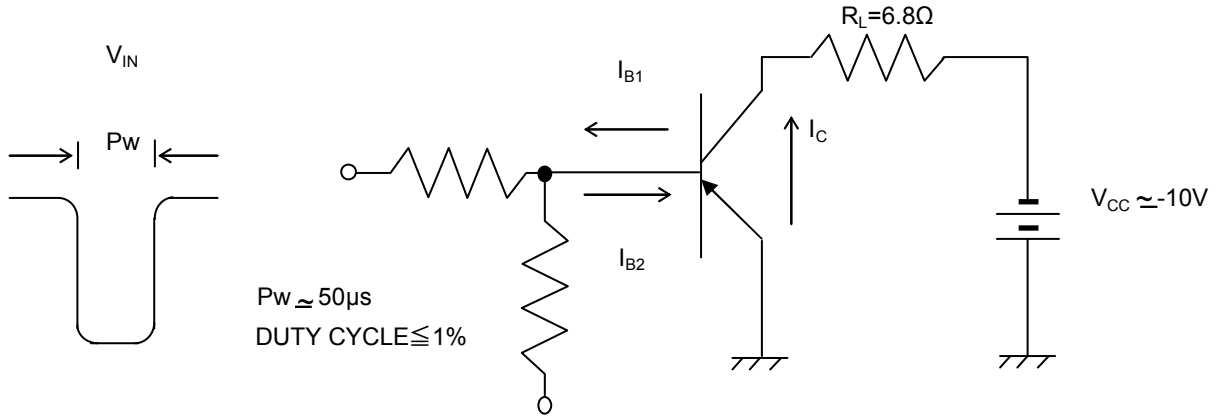 R_L=6.8Ω
V_IN
I_B1
Pw
I_C
V_CC ≃-10V
I_B2
Pw ≃ 50μs
DUTY CYCLE≦1%